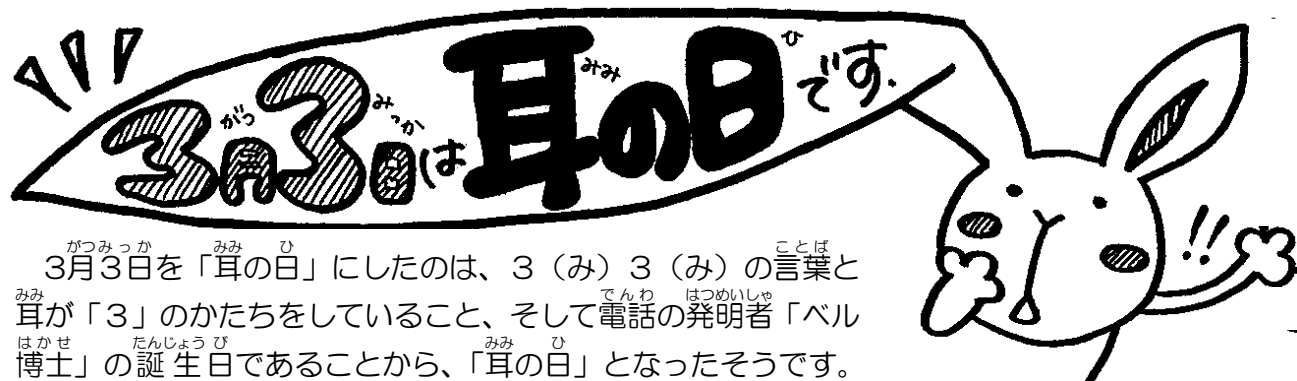 3月3日は耳の日です。
3月3日を「耳の日」にしたのは、3（み）3（み）の言葉と
耳が「3」のかたちをしていること、そして電話の発明者「ベル
博士」の誕生日であることから、「耳の日」となったそうです。
!!